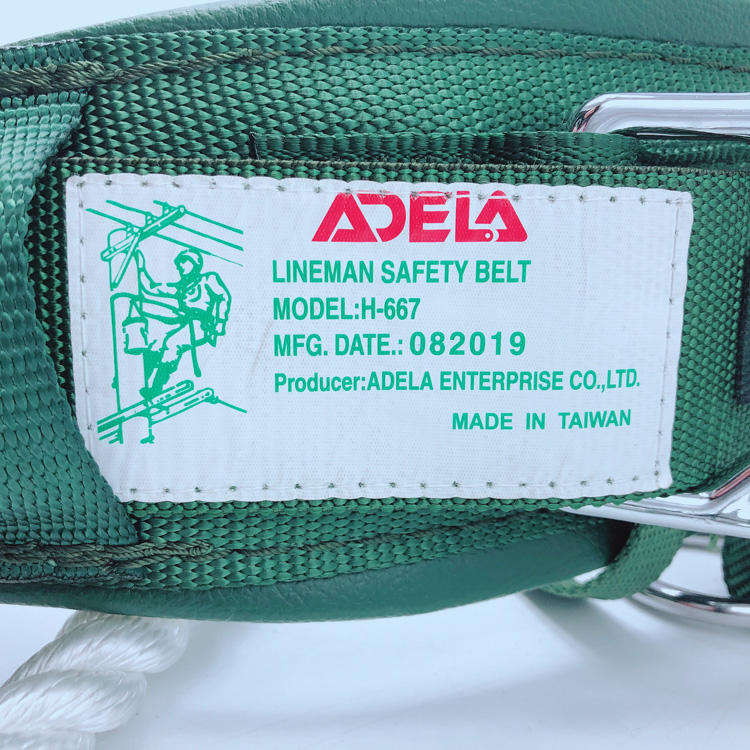 ADELA
LINEMAN SAFETY BELT
MODEL:H-667
MFG. DATE.: 082019
Producer:ADELA ENTERPRISE CO.,LTD.
MADE IN TAIWAN